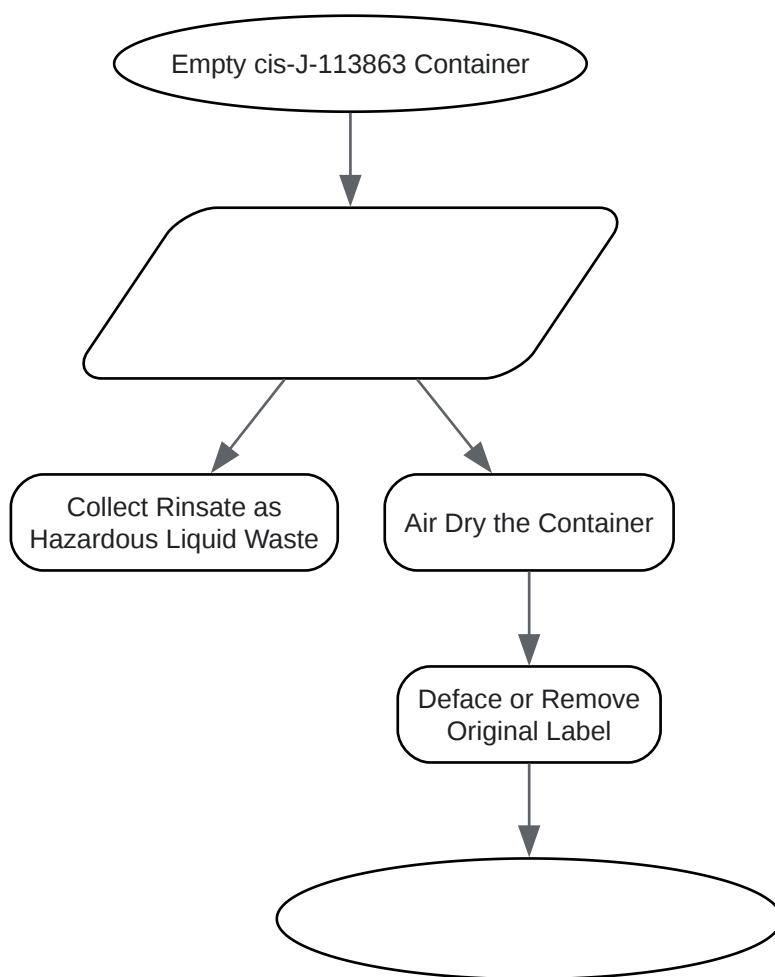 Empty cis-J-113863 Container
Collect Rinsate as
Hazardous Liquid Waste
Air Dry the Container
Deface or Remove
Original Label